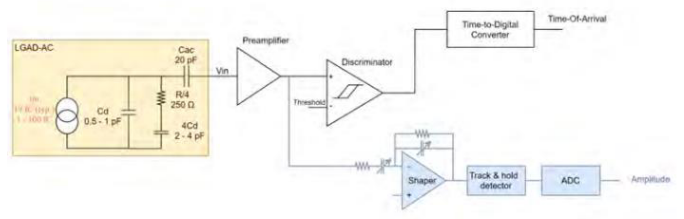 LGAD-AC
Cac
20 pF
Vin
Preamplifier
Discriminator
Time-to-Digital
Converter
Time-Of-Arrival
R/4
250 Ω
Cd
0.5 - 1 pF
4Cd
2 - 4 pF
Threshold
+
-
-
+
Shaper
Track & hold
detector
ADC
Amplitude